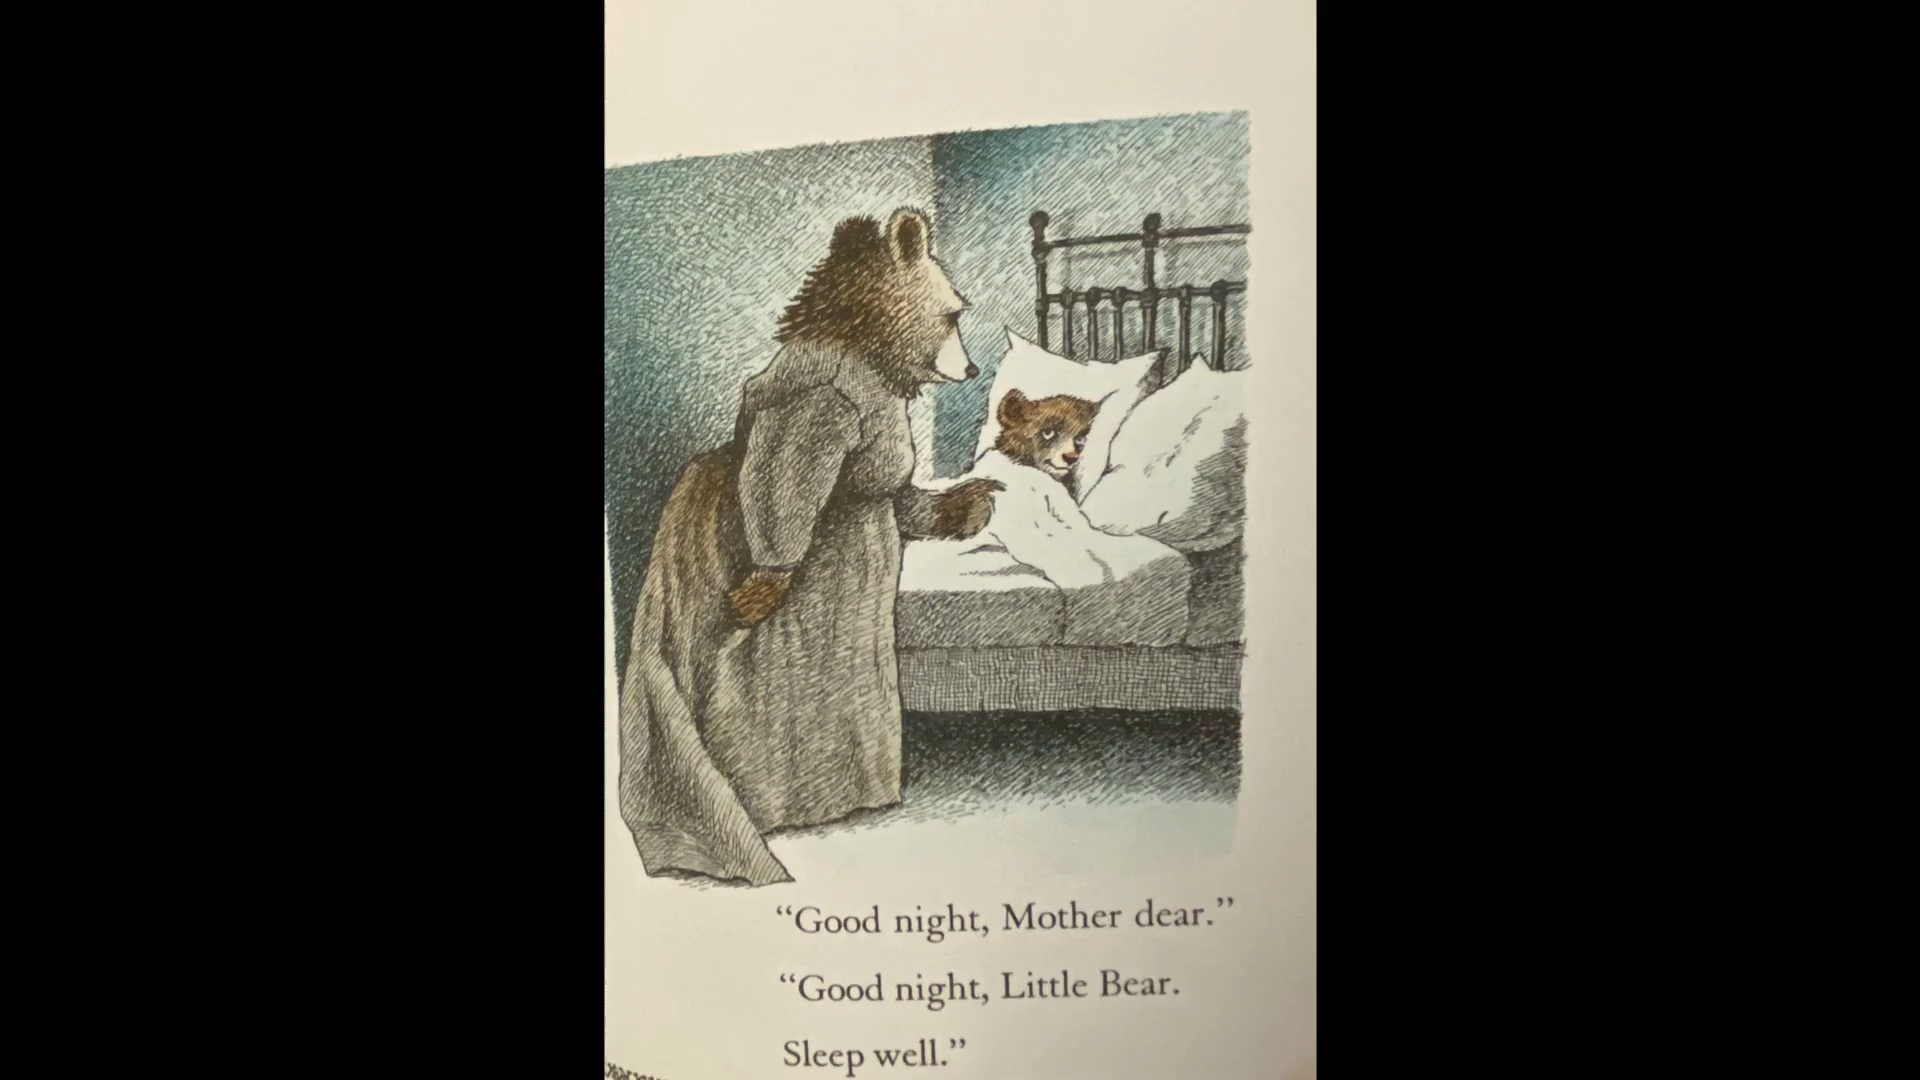 “Good night, Mother dear.”
“Good night, Little Bear.
Sleep well.”